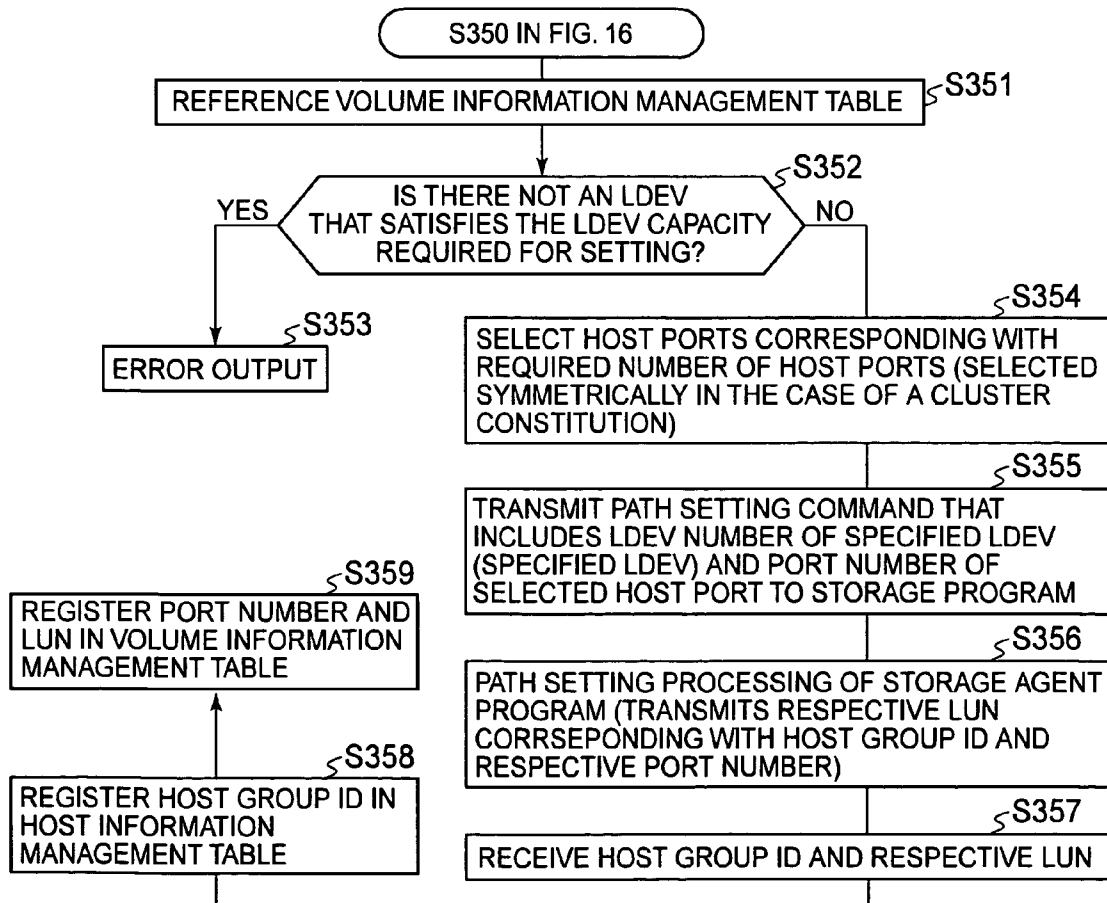 S350 IN FIG. 16
S351
REFERENCE VOLUME INFORMATION MANAGEMENT TABLE
S352
IS THERE NOT AN LDEV
THAT SATISFIES THE LDEV CAPACITY
REQUIRED FOR SETTING?
YES
NO
S353
ERROR OUTPUT
S354
SELECT HOST PORTS CORRESPONDING WITH
REQUIRED NUMBER OF HOST PORTS (SELECTED
SYMMETRICALLY IN THE CASE OF A CLUSTER
CONSTITUTION)
S355
TRANSMIT PATH SETTING COMMAND THAT
INCLUDES LDEV NUMBER OF SPECIFIED LDEV
(SPECIFIED LDEV) AND PORT NUMBER OF
SELECTED HOST PORT TO STORAGE PROGRAM
S356
PATH SETTING PROCESSING OF STORAGE AGENT
PROGRAM (TRANSMITS RESPECTIVE LUN
CORRSEPONDING WITH HOST GROUP ID AND
RESPECTIVE PORT NUMBER)
S357
RECEIVE HOST GROUP ID AND RESPECTIVE LUN
S358
REGISTER HOST GROUP ID IN
HOST INFORMATION
MANAGEMENT TABLE
S359
REGISTER PORT NUMBER AND
LUN IN VOLUME INFORMATION
MANAGEMENT TABLE